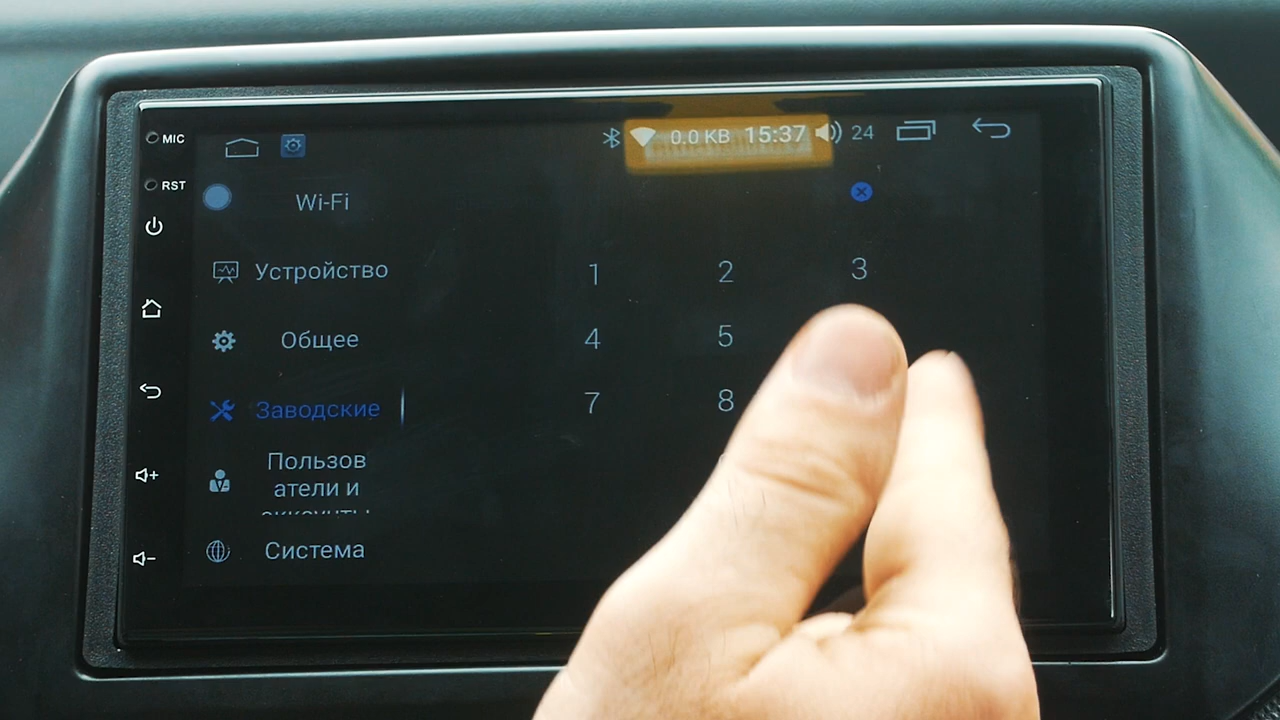 MIC
0.0 KB 15:37 24
RST
Wi-Fi
Устройство
1 2 3
Общее
4 5
Заводские
7 8
Пользов
атели и
Система